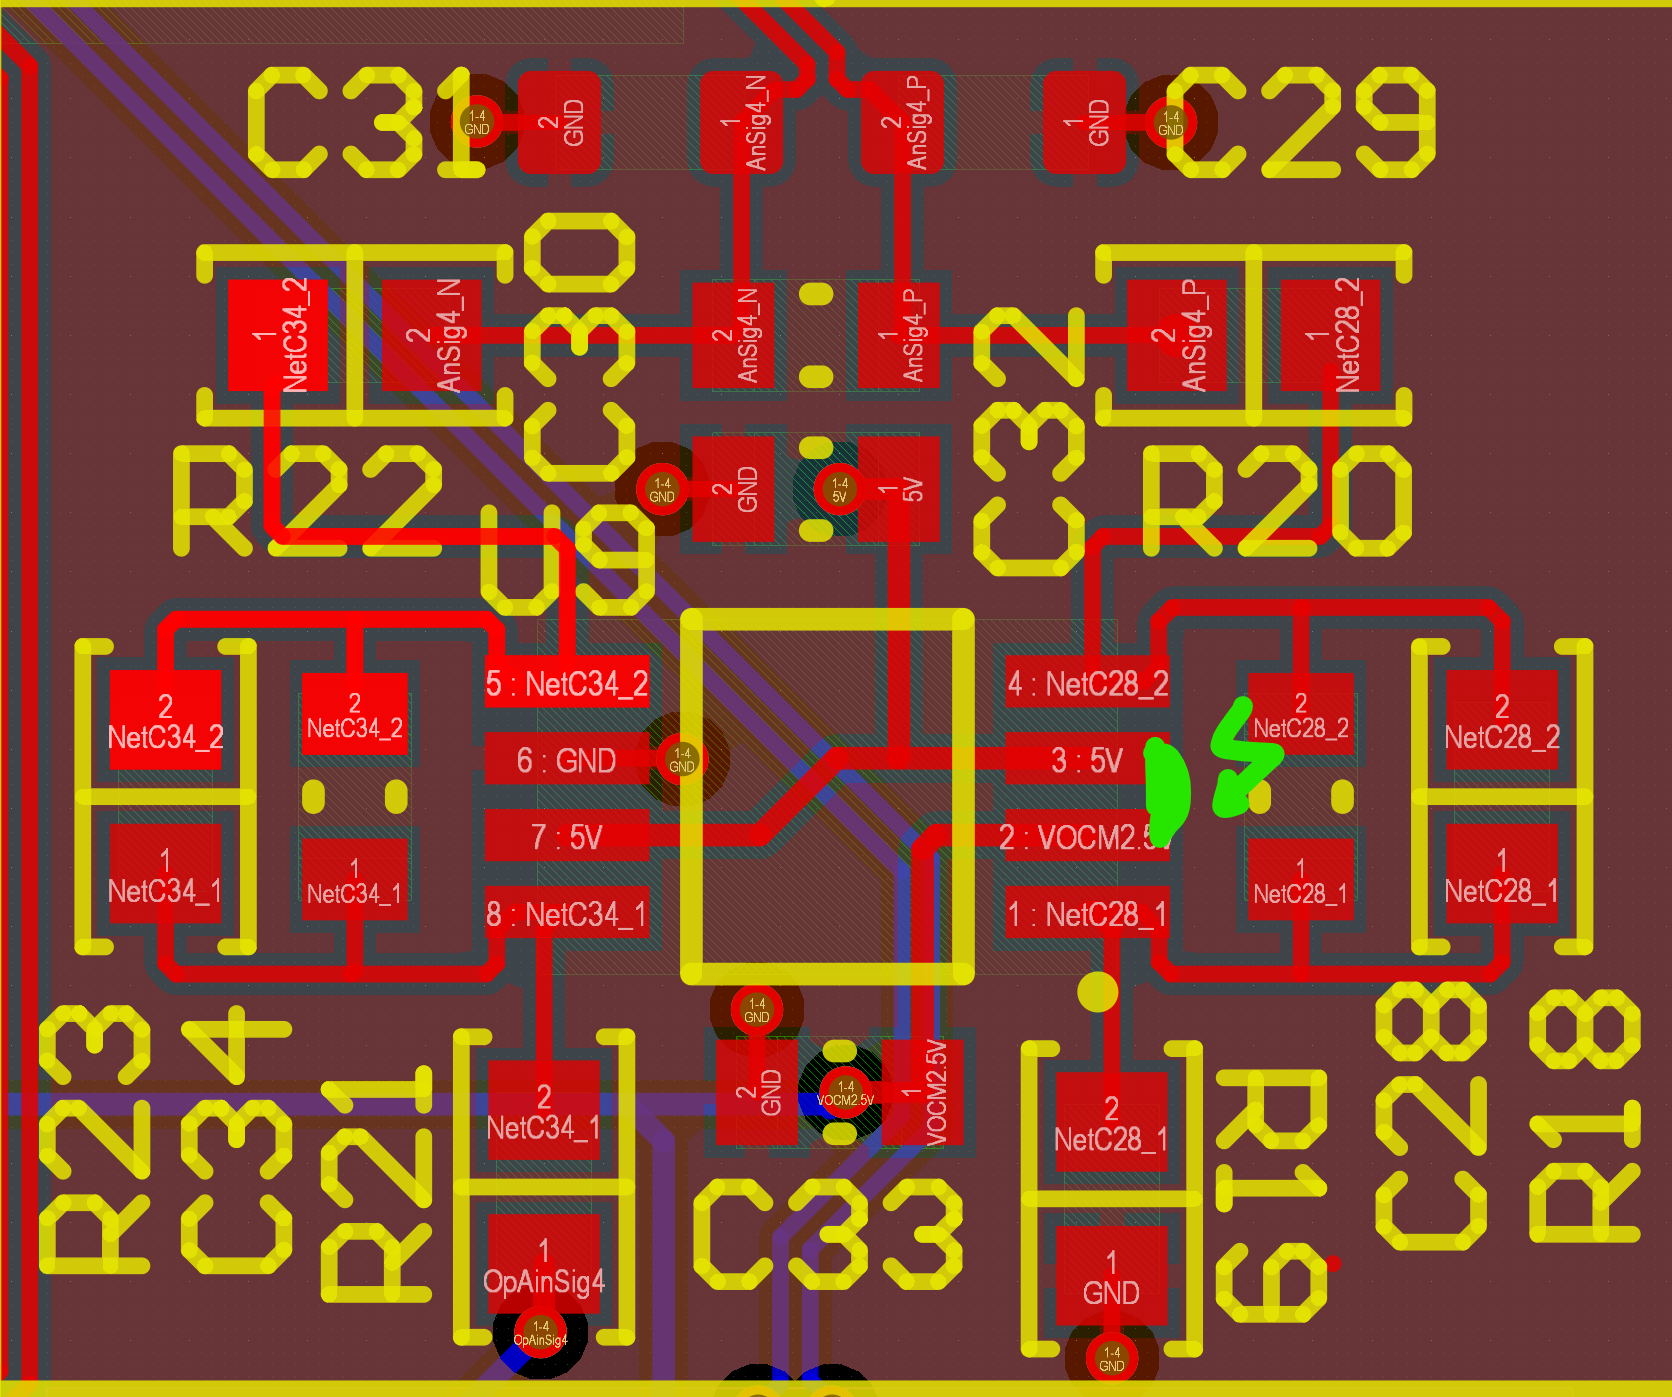 C31
1-4
GND
2
GND
1
AnSig4_N
2
AnSig4_P
1
GND
1-4
GND
C29
1
NetC34_2
2
AnSig4_N
C30
2
AnSig4_N
1
AnSig4_P
C32
2
AnSig4_P
1
NetC28_2
R22
U9
1-4
GND
2
GND
1-4
5V
1
5V
R20
2
NetC34_2
2
NetC34_2
5 : NetC34_2
4 : NetC28_2
2
NetC28_2
2
NetC28_2
6 : GND
1-4
GND
3 : 5V
7 : 5V
2 : VOCM2.5V
1
NetC34_1
1
NetC34_1
8 : NetC34_1
1 : NetC28_1
1
NetC28_1
1
NetC28_1
R23
C34
R21
2
NetC34_1
1-4
GND
2
GND
1-4
VOCM2.5V
1
VOCM2.5V
2
NetC28_1
R19
C28
R18
1
OpAinSig4
1-4
OpAinSig4
C33
1
GND
1-4
GND